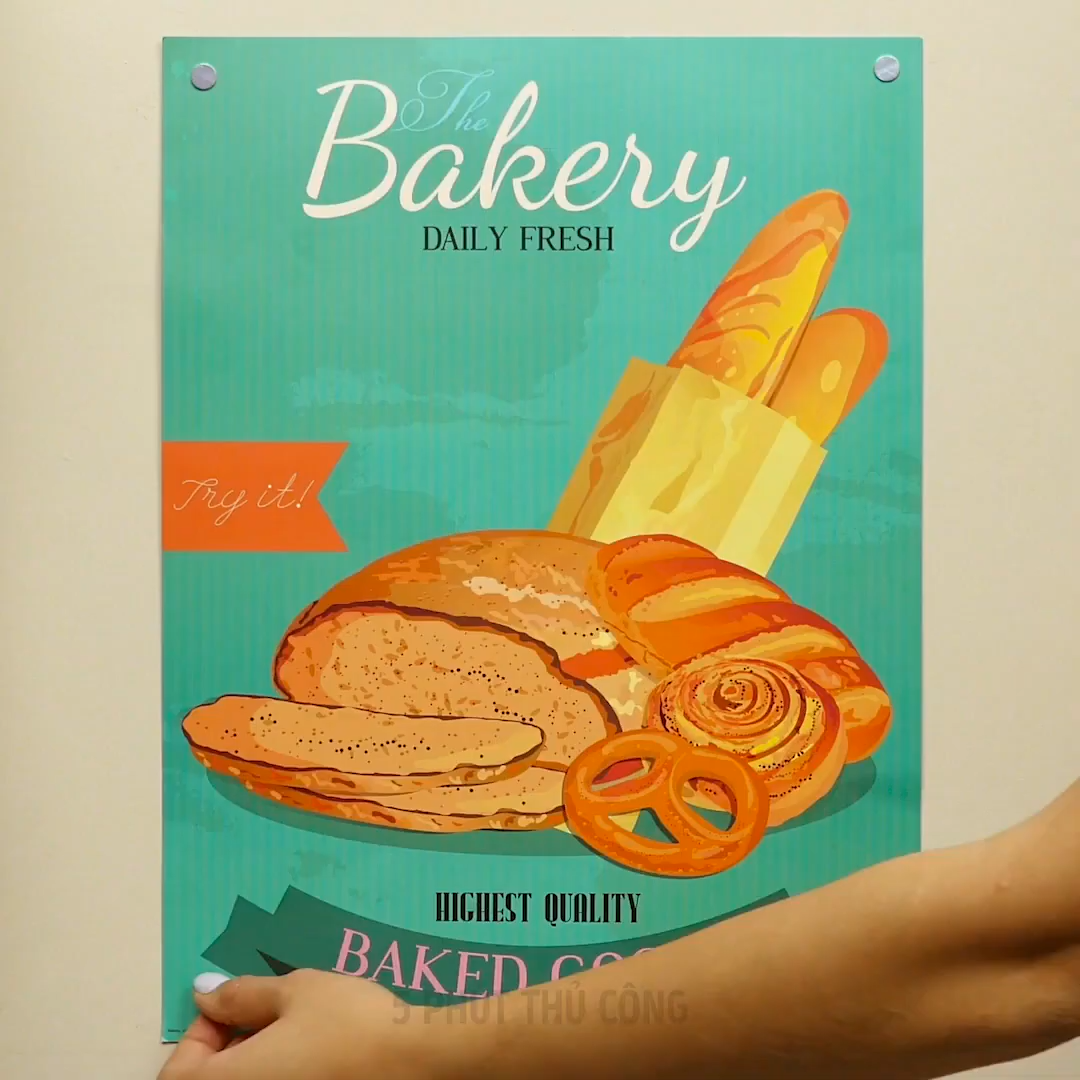 The
Bakery
DAILY FRESH
Try it!
HIGHEST QUALITY
BAKED
5 PHÚT THỦ CÔNG